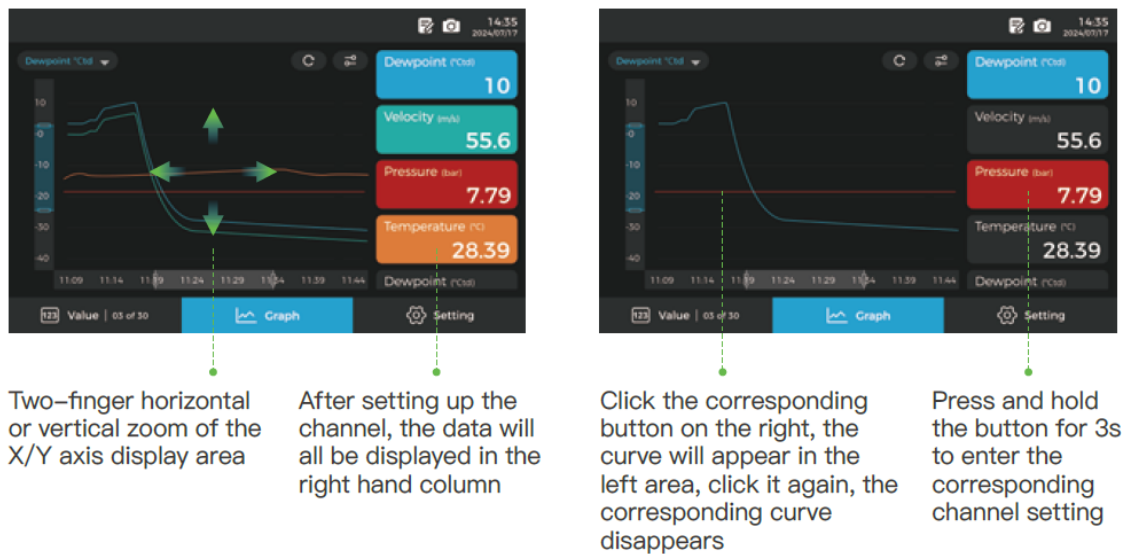 14:35
2024/07/17
Dewpoint °Ctd
Dewpoint (°Ctd)
10
Velocity (m/s)
55.6
Pressure (bar)
7.79
Temperature (°C)
28.39
Dewpoint (°Ctd)
10
-0
-10
-20
-30
-40
11:09 11:14 11:19 11:24 11:29 11:34 11:39 11:44
123 Value | 03 of 30
Graph
Setting
14:35
2024/07/17
Dewpoint °Ctd
Dewpoint (°Ctd)
10
Velocity (m/s)
55.6
Pressure (bar)
7.79
Temperature (°C)
28.39
Dewpoint (°Ctd)
10
-0
-10
-20
-30
-40
11:09 11:14 11:19 11:24 11:29 11:34 11:39 11:44
123 Value | 03 of 30
Graph
Setting
Two-finger horizontal
or vertical zoom of the
X/Y axis display area
After setting up the
channel, the data will
all be displayed in the
right hand column
Click the corresponding
button on the right, the
curve will appear in the
left area, click it again, the
corresponding curve
disappears
Press and hold
the button for 3s
to enter the
corresponding
channel setting